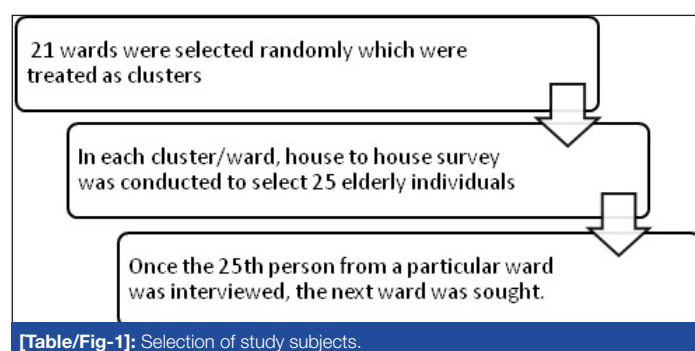 21 wards were selected randomly which were
treated as clusters
In each cluster/ward, house to house survey
was conducted to select 25 elderly individuals
Once the 25th person from a particular ward
was interviewed, the next ward was sought.
[Table/Fig-1]: Selection of study subjects.